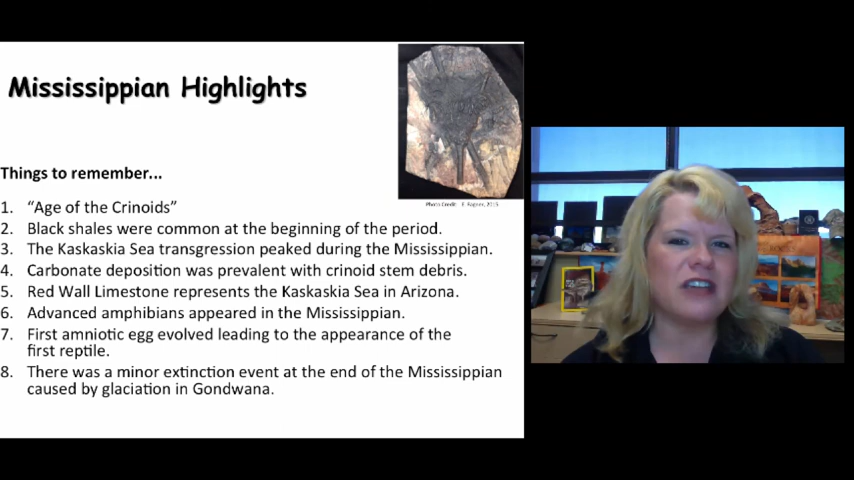 Mississippian Highlights
Photo Credit: E. Fogner, 2015
Things to remember...
1. “Age of the Crinoids”
2. Black shales were common at the beginning of the period.
3. The Kaskaskia Sea transgression peaked during the Mississippian.
4. Carbonate deposition was prevalent with crinoid stem debris.
5. Red Wall Limestone represents the Kaskaskia Sea in Arizona.
6. Advanced amphibians appeared in the Mississippian.
7. First amniotic egg evolved leading to the appearance of the
first reptile.
8. There was a minor extinction event at the end of the Mississippian
caused by glaciation in Gondwana.